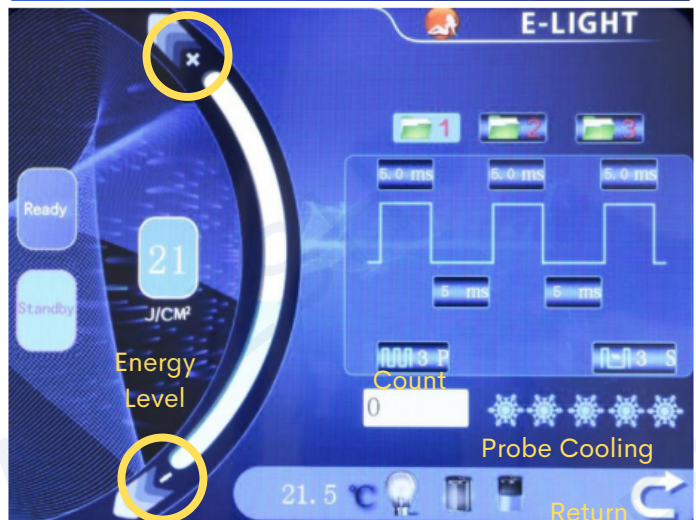 E-LIGHT
1 2 3
5.0 ms 5.0 ms 5.0 ms
Ready
21
J/CM²
5 ms 5 ms
Standby
Energy
Level
3 P 3 S
Count
0
Probe Cooling
21.5 ℃
Return